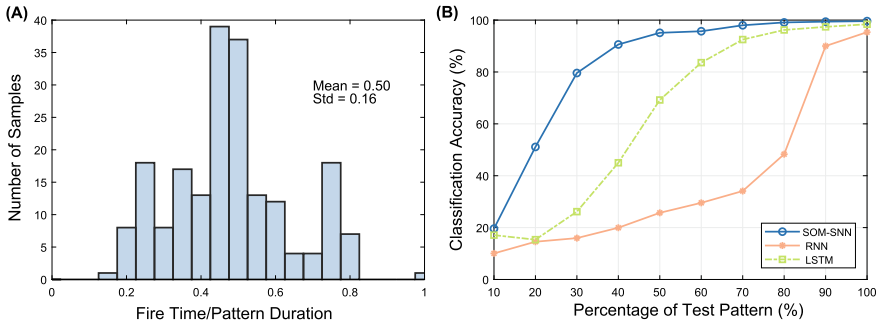 (A)
Number of Samples
40
35
30
25
20
15
10
5
0
Mean = 0.50
Std = 0.16
0 0.2 0.4 0.6 0.8 1
Fire Time/Pattern Duration
(B)
Classification Accuracy (%)
100
80
60
40
20
0
SOM-SNN
RNN
LSTM
10 20 30 40 50 60 70 80 90 100
Percentage of Test Pattern (%)